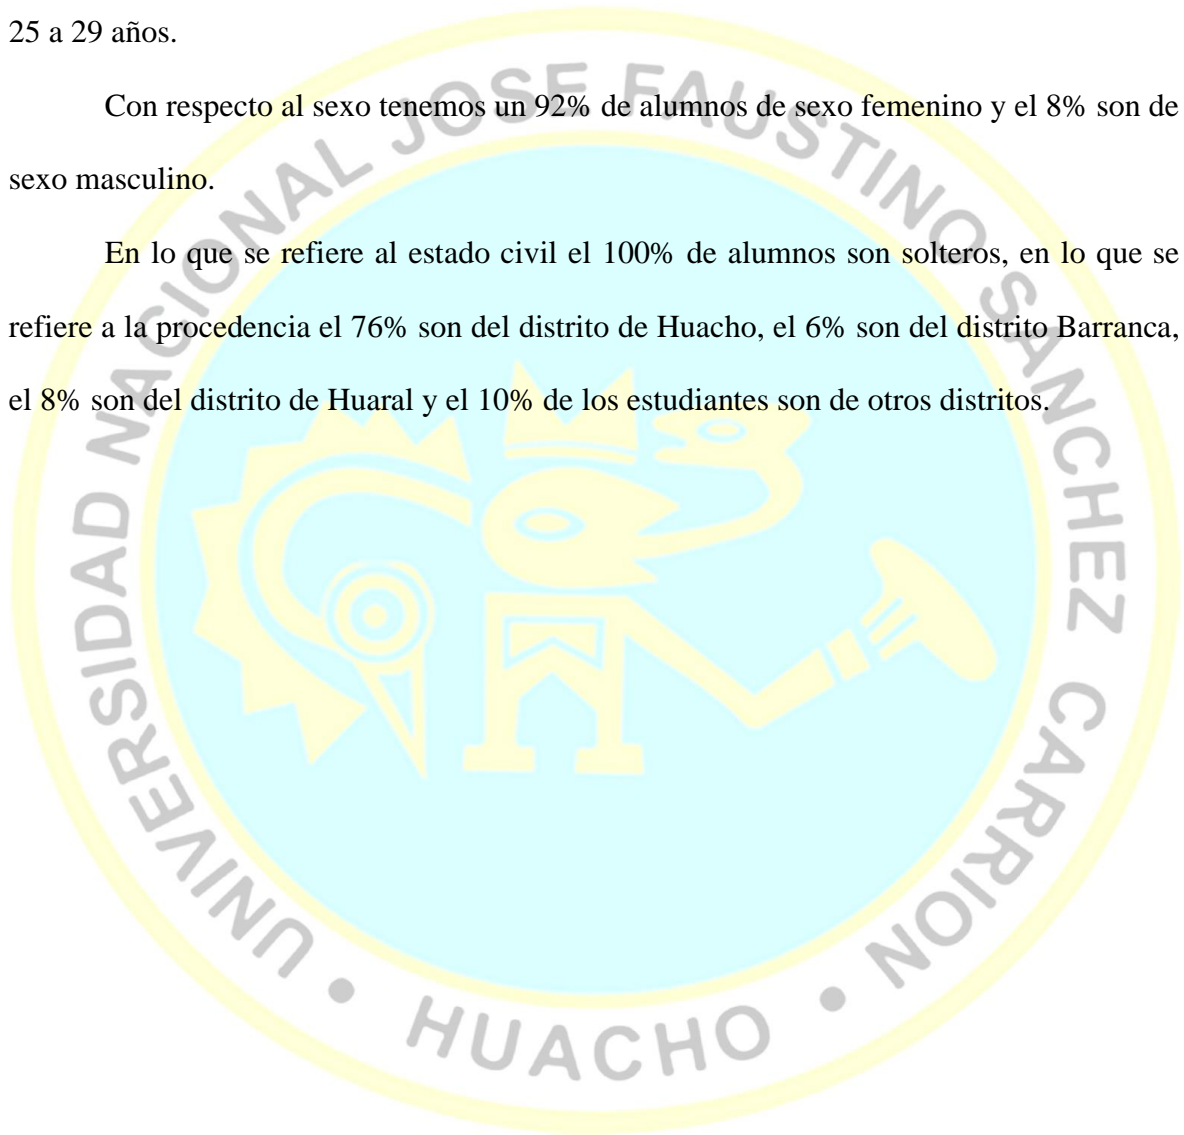 25 a 29 años.
Con respecto al sexo tenemos un 92% de alumnos de sexo femenino y el 8% son de
sexo masculino.
En lo que se refiere al estado civil el 100% de alumnos son solteros, en lo que se
refiere a la procedencia el 76% son del distrito de Huacho, el 6% son del distrito Barranca,
el 8% son del distrito de Huaral y el 10% de los estudiantes son de otros distritos.
UNIVERSIDAD NACIONAL JOSE FAUSTINO SANCHEZ CARRION • HUACHO •